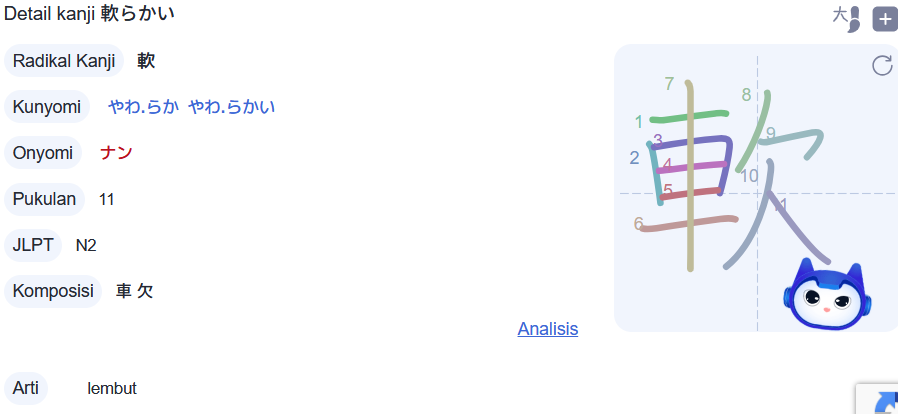 Detail kanji 軟らかい
大
Radikal Kanji 軟
Kunyomi やわ.らか やわ.らかい
Onyomi ナン
Pukulan 11
JLPT N2
Komposisi 車 欠
Analisis
Arti lembut
軟
1
2
3
4
5
6
7
8
9
10
11